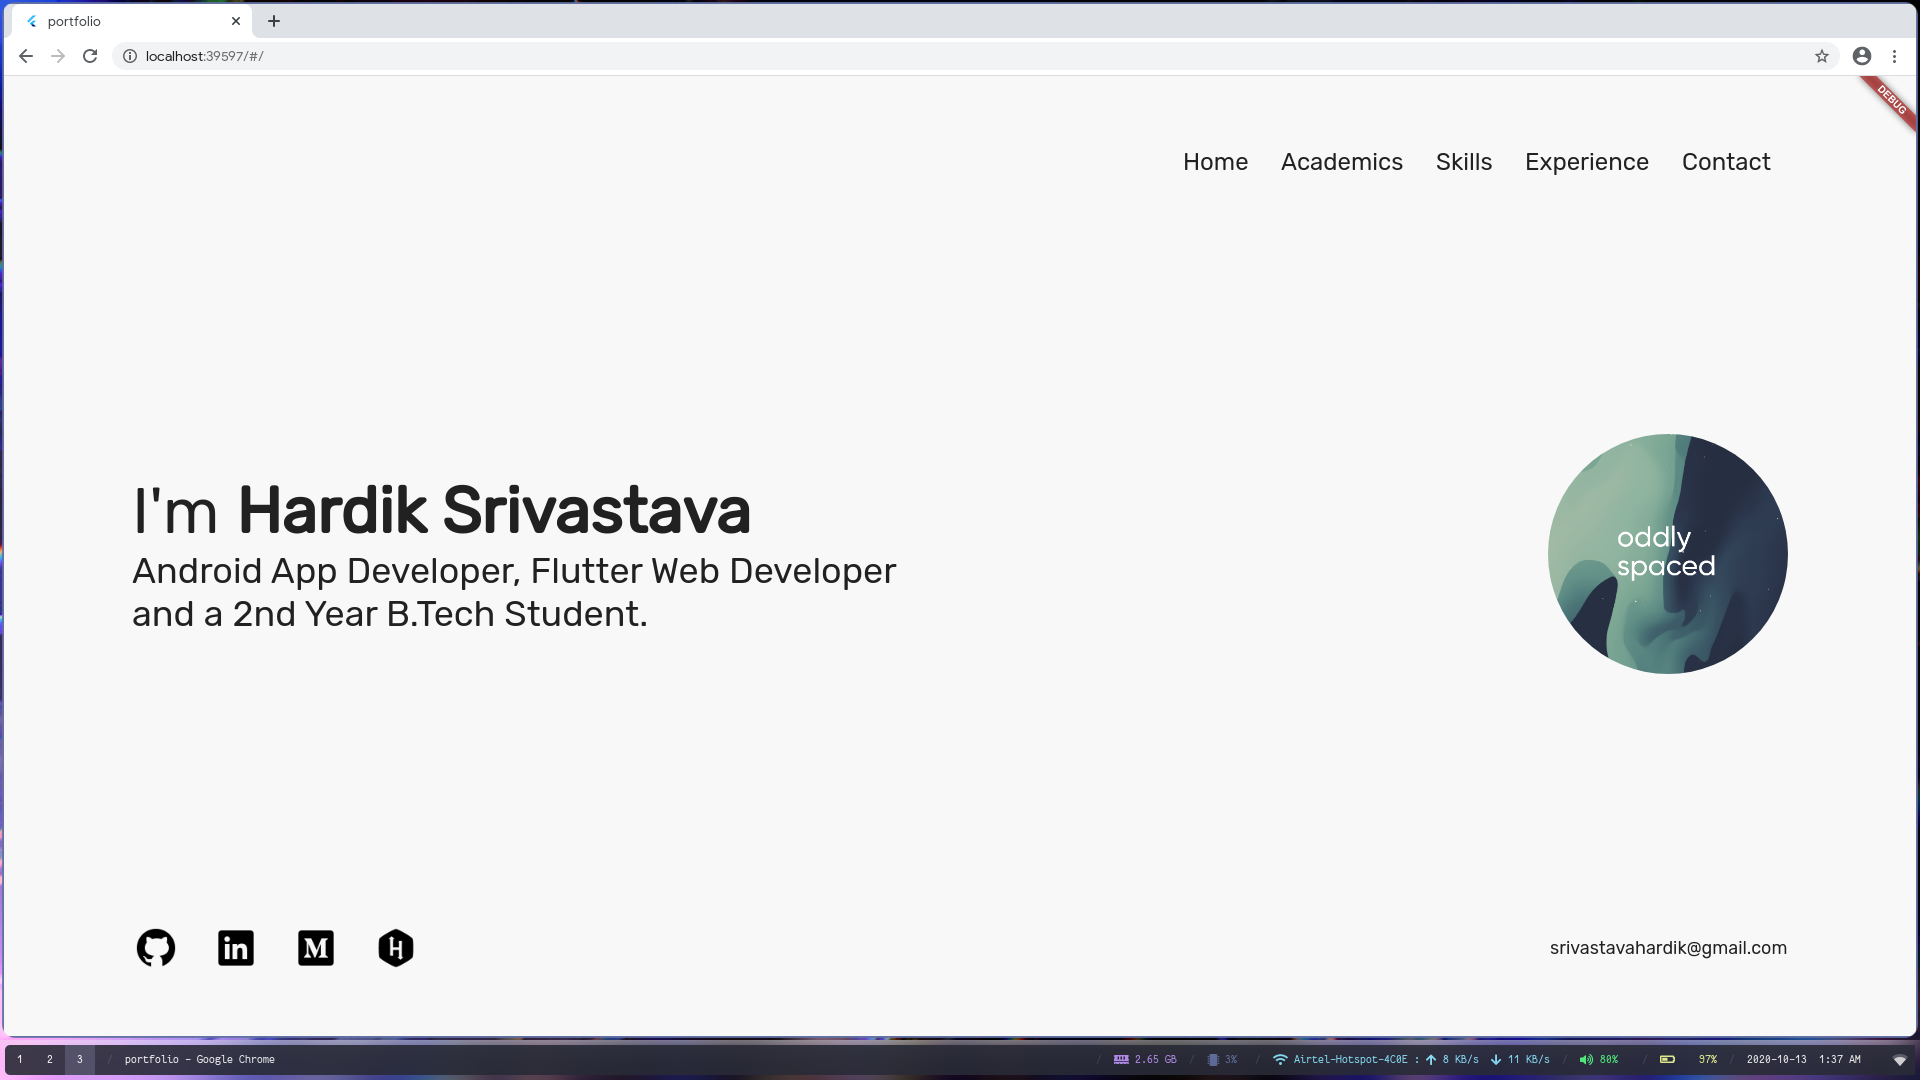 portfolio
localhost:39597/#/
DEBUG
Home Academics Skills Experience Contact
I'm Hardik Srivastava
Android App Developer, Flutter Web Developer
and a 2nd Year B.Tech Student.
oddly
spaced
in M H
srivastavahardik@gmail.com
1 2 3 / portfolio - Google Chrome / 2.65 GB / 3% / Airtel-Hotspot-4C0E : 8 KB/s 11 KB/s / 80% / 97% / 2020-10-13 1:37 AM